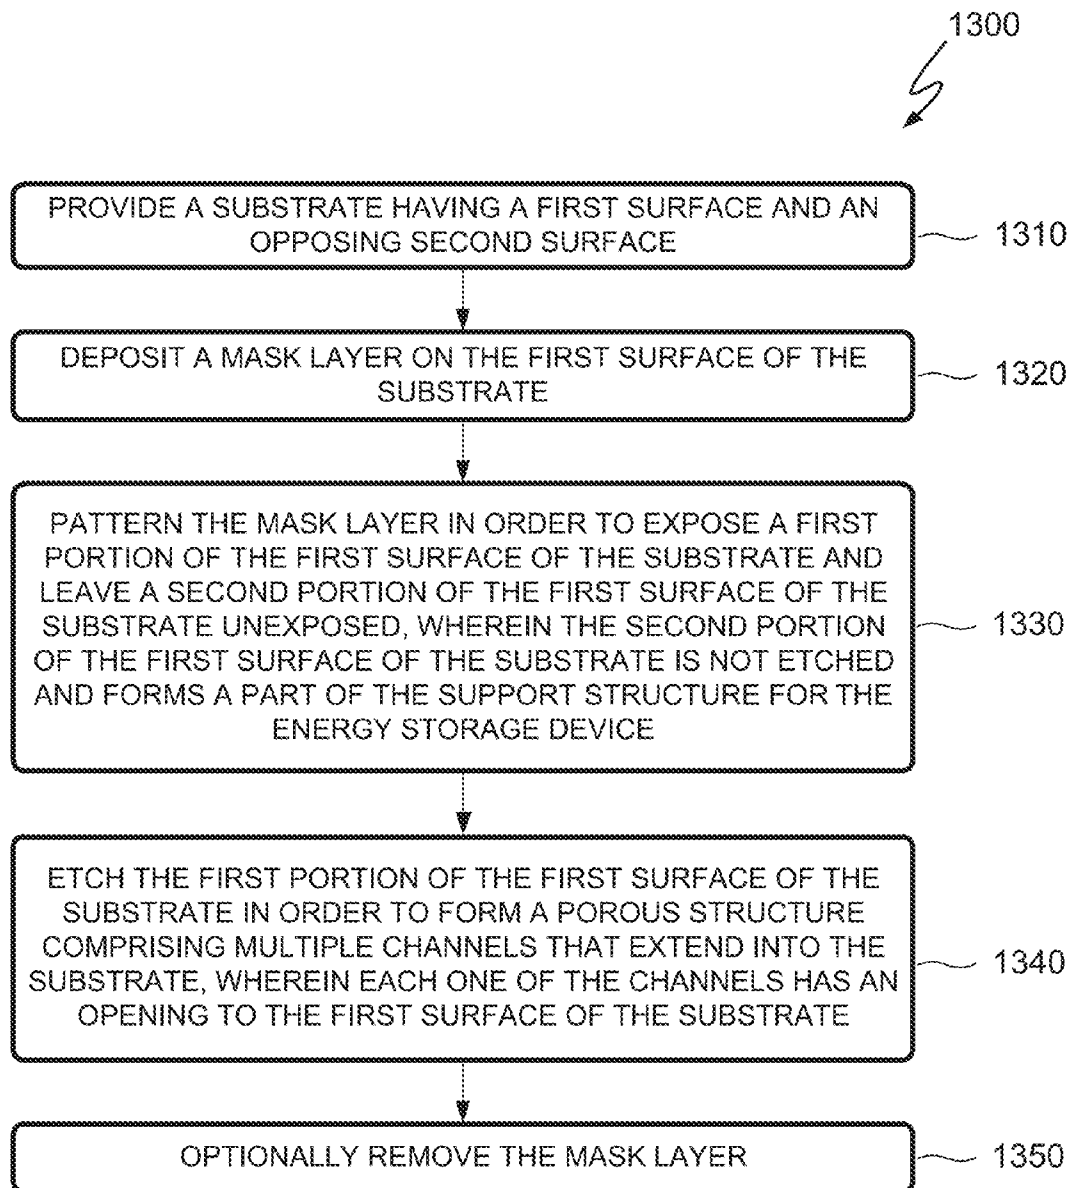 1300
PROVIDE A SUBSTRATE HAVING A FIRST SURFACE AND AN
OPPOSING SECOND SURFACE
1310
DEPOSIT A MASK LAYER ON THE FIRST SURFACE OF THE
SUBSTRATE
1320
PATTERN THE MASK LAYER IN ORDER TO EXPOSE A FIRST
PORTION OF THE FIRST SURFACE OF THE SUBSTRATE AND
LEAVE A SECOND PORTION OF THE FIRST SURFACE OF THE
SUBSTRATE UNEXPOSED, WHEREIN THE SECOND PORTION
OF THE FIRST SURFACE OF THE SUBSTRATE IS NOT ETCHED
AND FORMS A PART OF THE SUPPORT STRUCTURE FOR THE
ENERGY STORAGE DEVICE
1330
ETCH THE FIRST PORTION OF THE FIRST SURFACE OF THE
SUBSTRATE IN ORDER TO FORM A POROUS STRUCTURE
COMPRISING MULTIPLE CHANNELS THAT EXTEND INTO THE
SUBSTRATE, WHEREIN EACH ONE OF THE CHANNELS HAS AN
OPENING TO THE FIRST SURFACE OF THE SUBSTRATE
1340
OPTIONALLY REMOVE THE MASK LAYER
1350